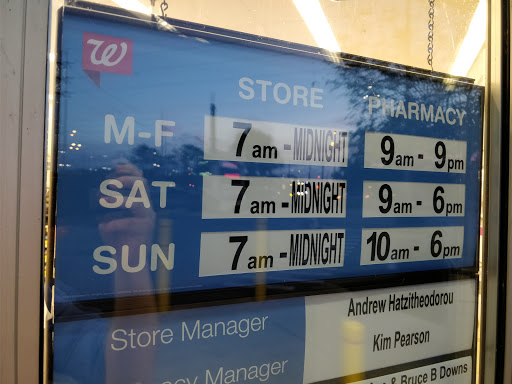 W
STORE PHARMACY
M-F 7am - MIDNIGHT 9am - 9pm
SAT 7am - MIDNIGHT 9am - 6pm
SUN 7am - MIDNIGHT 10am - 6pm
Store Manager Andrew Hatzitheodorou
Kim Pearson
Manager & Bruce B Downs